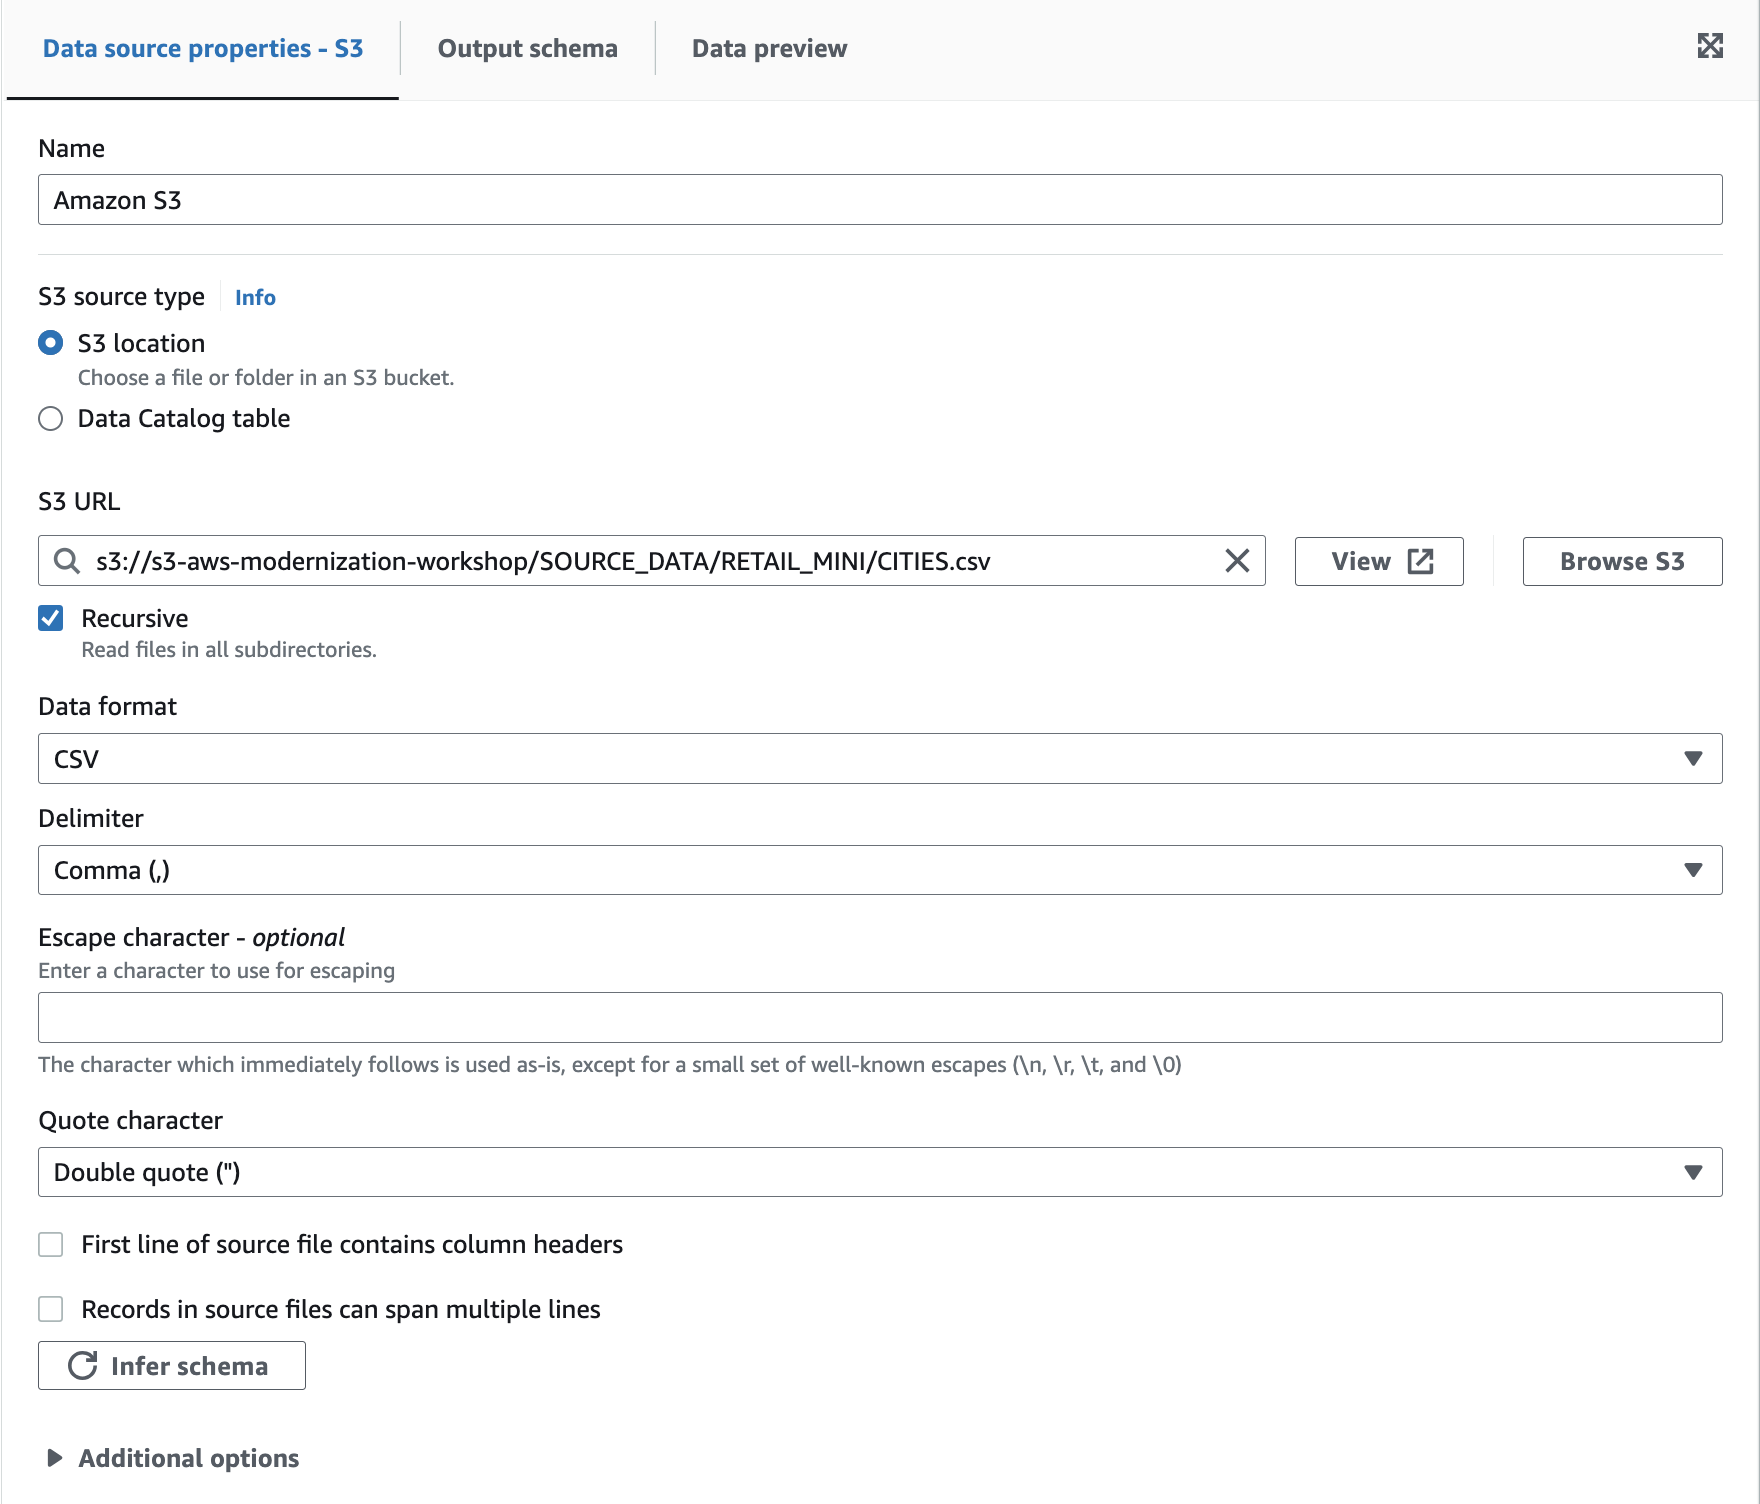 Data source properties - S3
Output schema
Data preview
Name
Amazon S3
S3 source type
Info
S3 location
Choose a file or folder in an S3 bucket.
Data Catalog table
S3 URL
s3://s3-aws-modernization-workshop/SOURCE_DATA/RETAIL_MINI/CITIES.csv
View
Browse S3
Recursive
Read files in all subdirectories.
Data format
CSV
Delimiter
Comma (,)
Escape character - optional
Enter a character to use for escaping
The character which immediately follows is used as-is, except for a small set of well-known escapes (\n, \r, \t, and \0)
Quote character
Double quote (")
First line of source file contains column headers
Records in source files can span multiple lines
Infer schema
Additional options